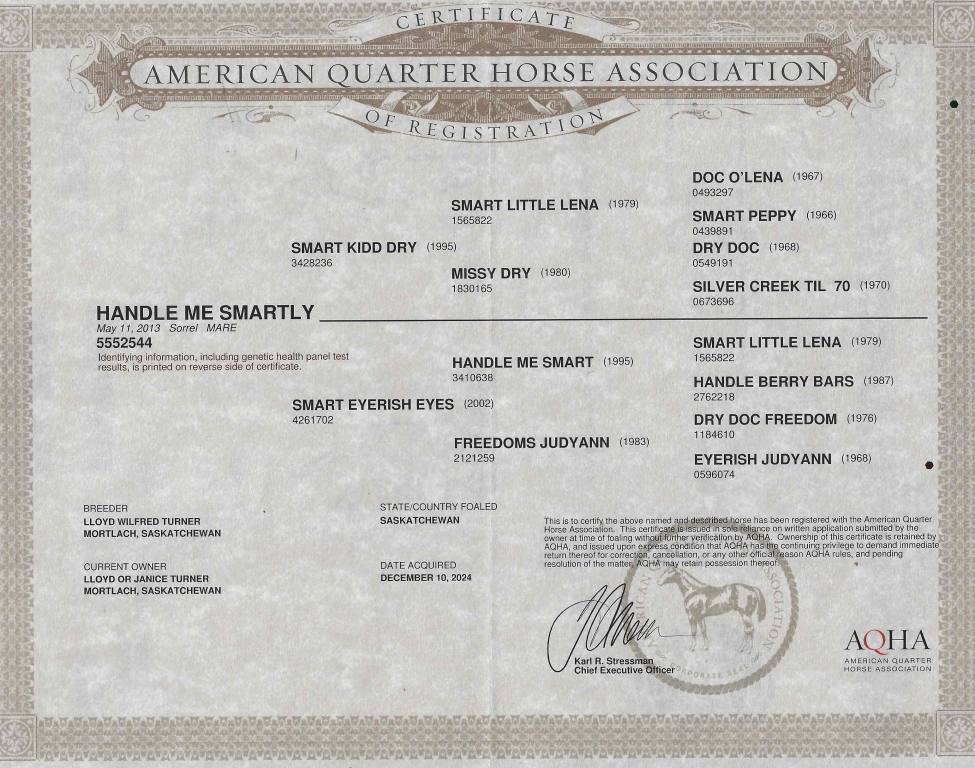 CERTIFICATE
AMERICAN QUARTER HORSE ASSOCIATION
OF REGISTRATION
DOC O'LENA (1967)
0493297
SMART LITTLE LENA (1979)
1565822
SMART PEPPY (1966)
0439891
SMART KIDD DRY (1995)
3428236
DRY DOC (1968)
0549191
MISSY DRY (1980)
1830165
SILVER CREEK TIL 70 (1970)
0673696
HANDLE ME SMARTLY
May 11, 2013 Sorrel MARE
5552544
Identifying information, including genetic health panel test
results, is printed on reverse side of certificate.
SMART LITTLE LENA (1979)
1565822
HANDLE ME SMART (1995)
3410638
HANDLE BERRY BARS (1987)
2762218
SMART EYERISH EYES (2002)
4261702
DRY DOC FREEDOM (1976)
1184610
FREEDOMS JUDYANN (1983)
2121259
EYERISH JUDYANN (1968)
0596074
BREEDER
LLOYD WILFRED TURNER
MORTLACH, SASKATCHEWAN
STATE/COUNTRY FOALED
SASKATCHEWAN
CURRENT OWNER
LLOYD OR JANICE TURNER
MORTLACH, SASKATCHEWAN
DATE ACQUIRED
DECEMBER 10, 2024
This is to certify the above named and described horse has been registered with the American Quarter
Horse Association. This certificate is issued in sole reliance on written application submitted by the
owner at time of foaling without further verification by AQHA. Ownership of this certificate is retained by
AQHA, and issued upon express condition that AQHA has the continuing privilege to demand immediate
return thereof for correction, cancellation, or any other official reason AQHA rules, and pending
resolution of the matter, AQHA may retain possession thereof.
Karl R. Stressman
Chief Executive Officer
CORPORATE SEAL
ASSOCIATION
AQHA
AMERICAN QUARTER
HORSE ASSOCIATION